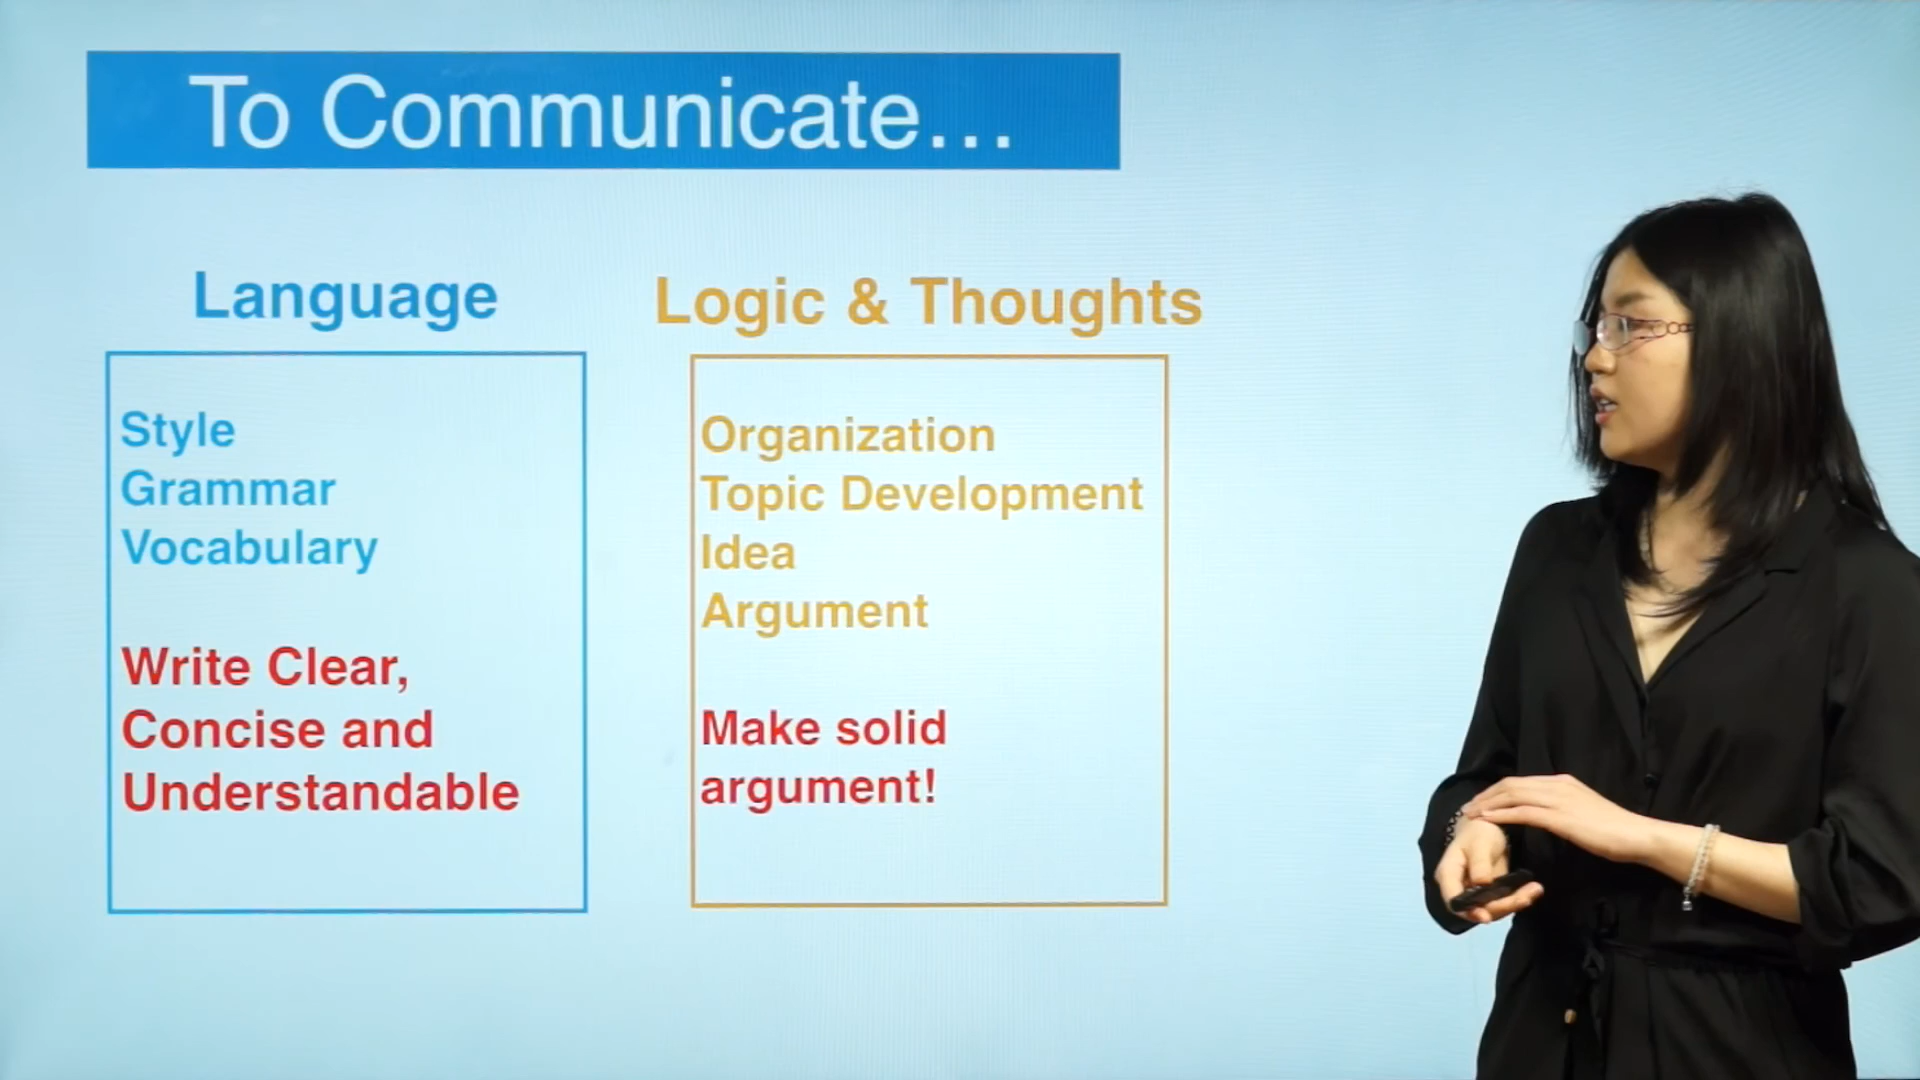 To Communicate...
Language
Style
Grammar
Vocabulary
Write Clear,
Concise and
Understandable
Logic & Thoughts
Organization
Topic Development
Idea
Argument
Make solid
argument!